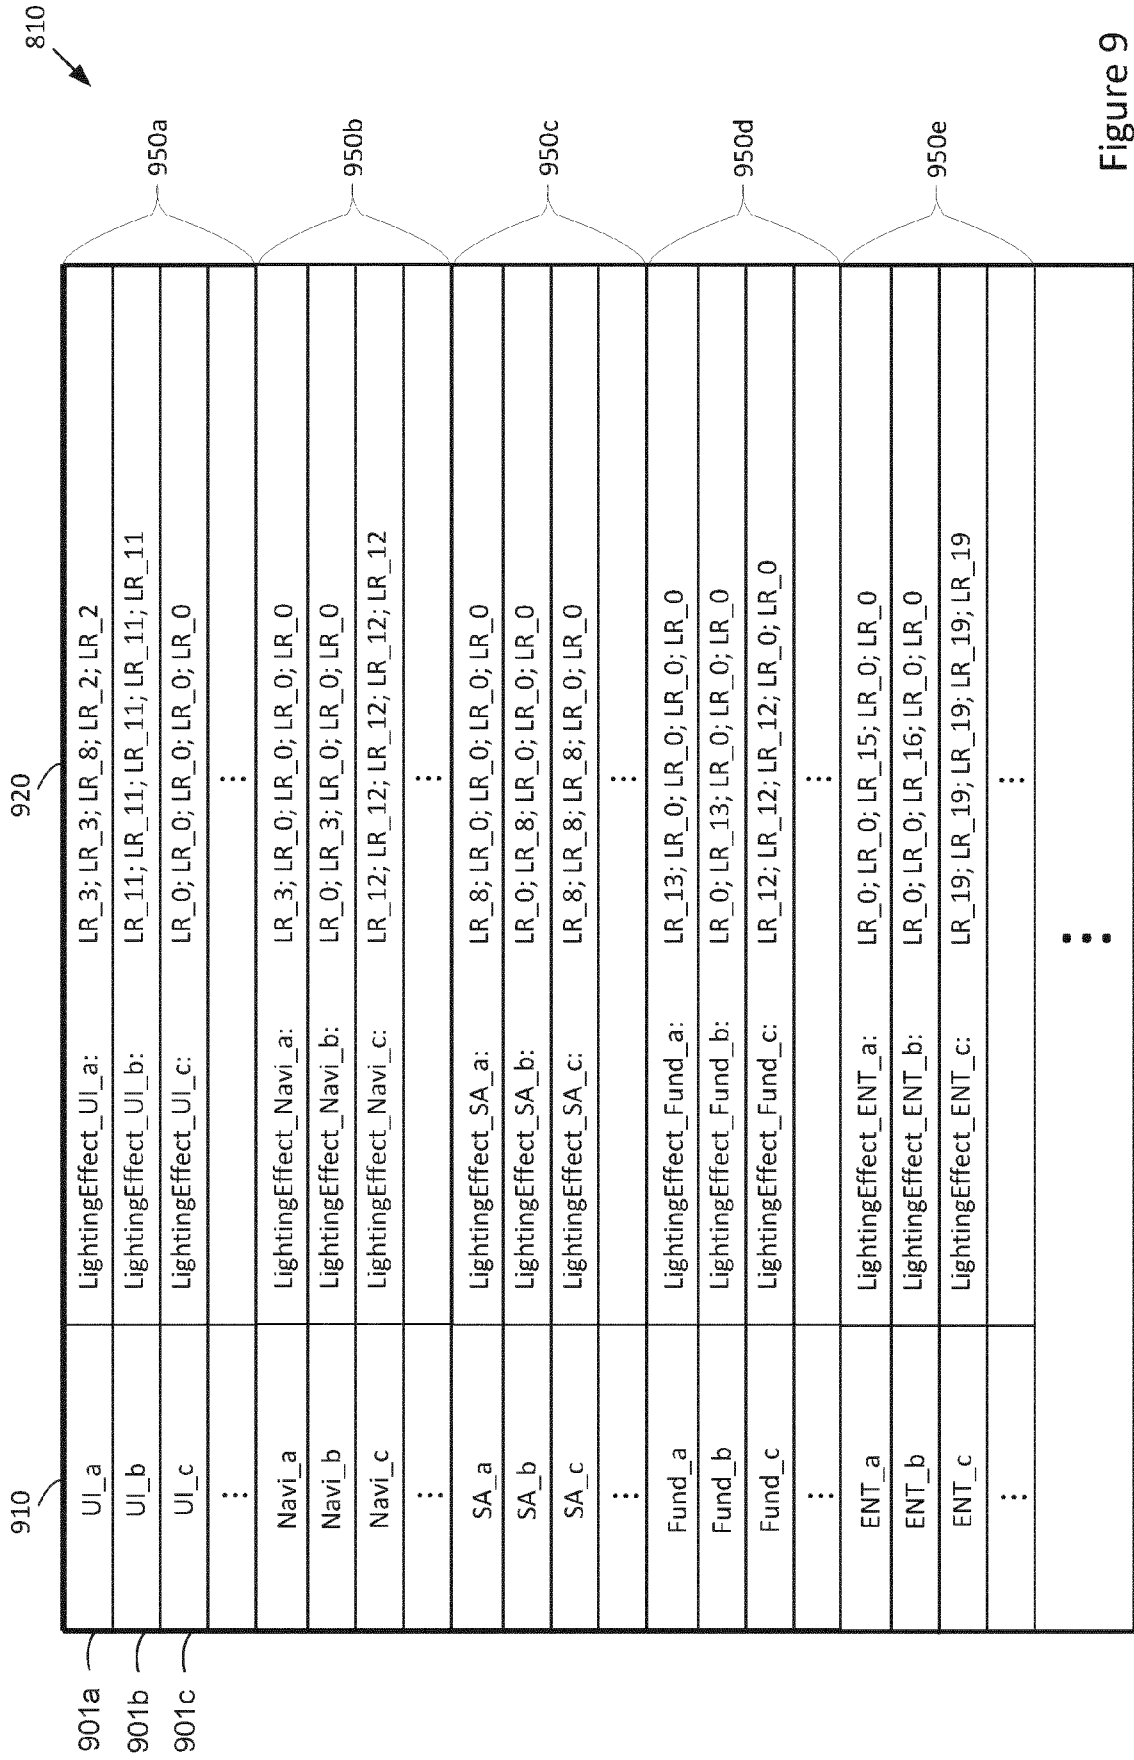 810
910
920
901a
UI_a
LightingEffect_UI_a: LR_3; LR_3; LR_8; LR_2; LR_2
950a
901b
UI_b
LightingEffect_UI_b: LR_11; LR_11; LR_11; LR_11; LR_11
901c
UI_c
LightingEffect_UI_c: LR_0; LR_0; LR_0; LR_0; LR_0
⋮
⋮
Navi_a
LightingEffect_Navi_a: LR_3; LR_0; LR_0; LR_0; LR_0
950b
Navi_b
LightingEffect_Navi_b: LR_0; LR_3; LR_0; LR_0; LR_0
Navi_c
LightingEffect_Navi_c: LR_12; LR_12; LR_12; LR_12; LR_12
⋮
⋮
SA_a
LightingEffect_SA_a: LR_8; LR_0; LR_0; LR_0; LR_0
950c
SA_b
LightingEffect_SA_b: LR_0; LR_8; LR_0; LR_0; LR_0
SA_c
LightingEffect_SA_c: LR_8; LR_8; LR_8; LR_0; LR_0
⋮
⋮
Fund_a
LightingEffect_Fund_a: LR_13; LR_0; LR_0; LR_0; LR_0
950d
Fund_b
LightingEffect_Fund_b: LR_0; LR_13; LR_0; LR_0; LR_0
Fund_c
LightingEffect_Fund_c: LR_12; LR_12; LR_12; LR_0; LR_0
⋮
⋮
ENT_a
LightingEffect_ENT_a: LR_0; LR_0; LR_15; LR_0; LR_0
950e
ENT_b
LightingEffect_ENT_b: LR_0; LR_0; LR_16; LR_0; LR_0
ENT_c
LightingEffect_ENT_c: LR_19; LR_19; LR_19; LR_19; LR_19
⋮
⋮
⋮
Figure 9